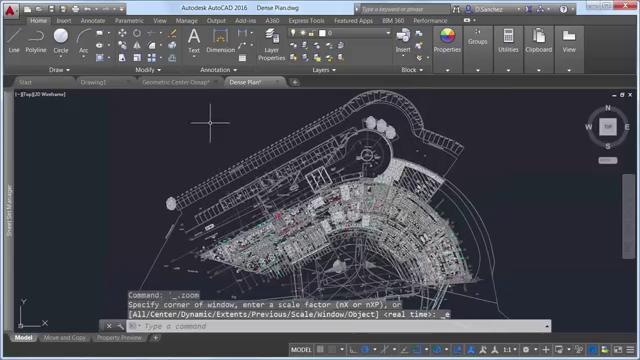 Autodesk AutoCAD 2016 Dense Plan.dwg
Type a keyword or phrase
D.Sanchez
Home Insert Annotate Parametric View Manage Output Add-ins Autodesk 360 Express Tools Featured Apps BIM 360 Performance
Line Polyline Circle Arc
Text Dimension
Layer Properties
0
Insert
Properties
Groups
Utilities
Clipboard
View
Draw Modify Annotation Layers Block
Start Drawing1 Geometric Center Osnap* Dense Plan*
[-][Top][2D Wireframe]
N
W TOP E
S
Sheet Set Manager
Y
X
Command: '_.zoom
Specify corner of window, enter a scale factor (nX or nXP), or
[All/Center/Dynamic/Extents/Previous/Scale/Window/Object] <real time>: _e
Type a command
Model Move and Copy Property Preview
MODEL
1:1